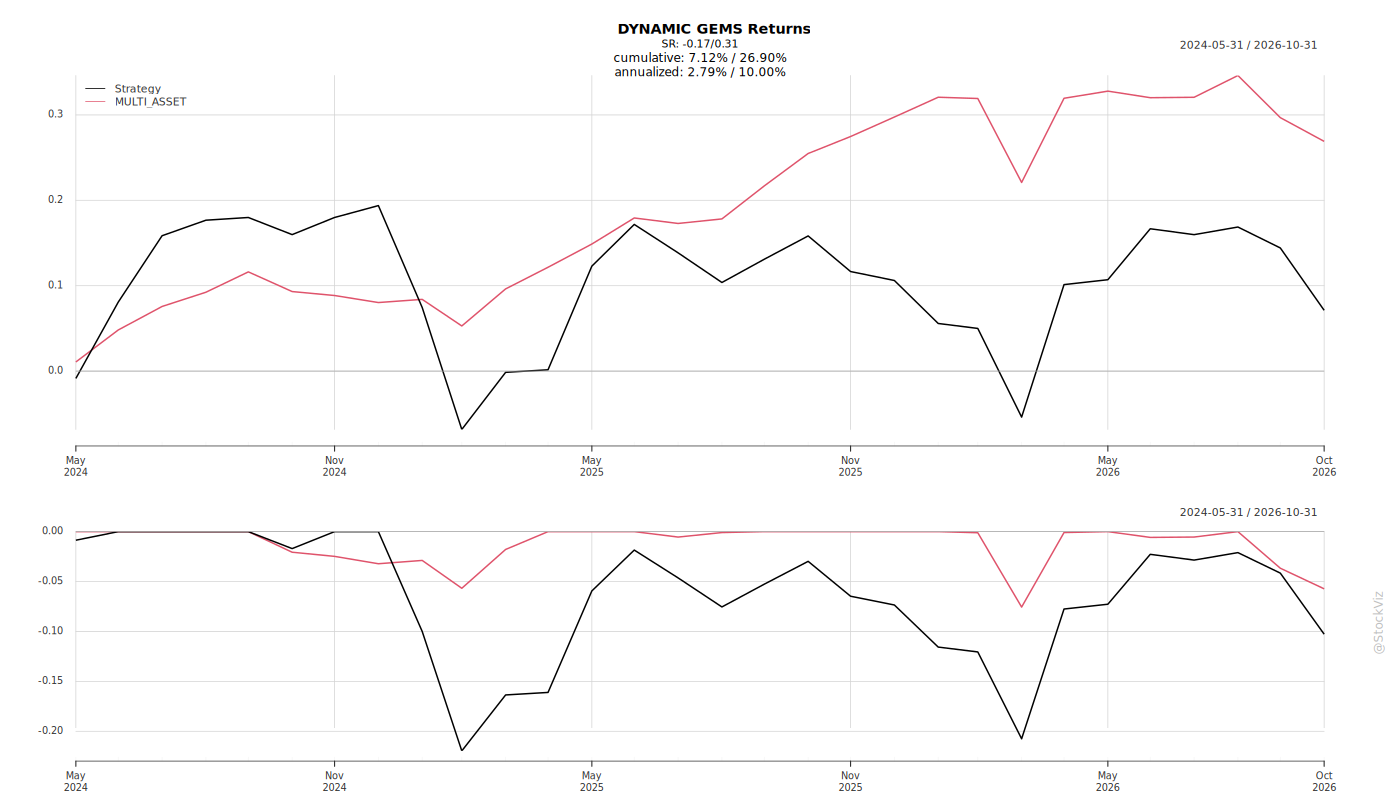 DYNAMIC GEMS Returns
SR: -0.17/0.31
cumulative: 7.12% / 26.90%
annualized: 2.79% / 10.00%
2024-05-31 / 2026-10-31
Strategy
MULTI_ASSET
0.3
0.2
0.1
0.0
May 2024
Nov 2024
May 2025
Nov 2025
May 2026
Oct 2026
2024-05-31 / 2026-10-31
0.00
-0.05
-0.10
-0.15
-0.20
May 2024
Nov 2024
May 2025
Nov 2025
May 2026
Oct 2026
@StockViz